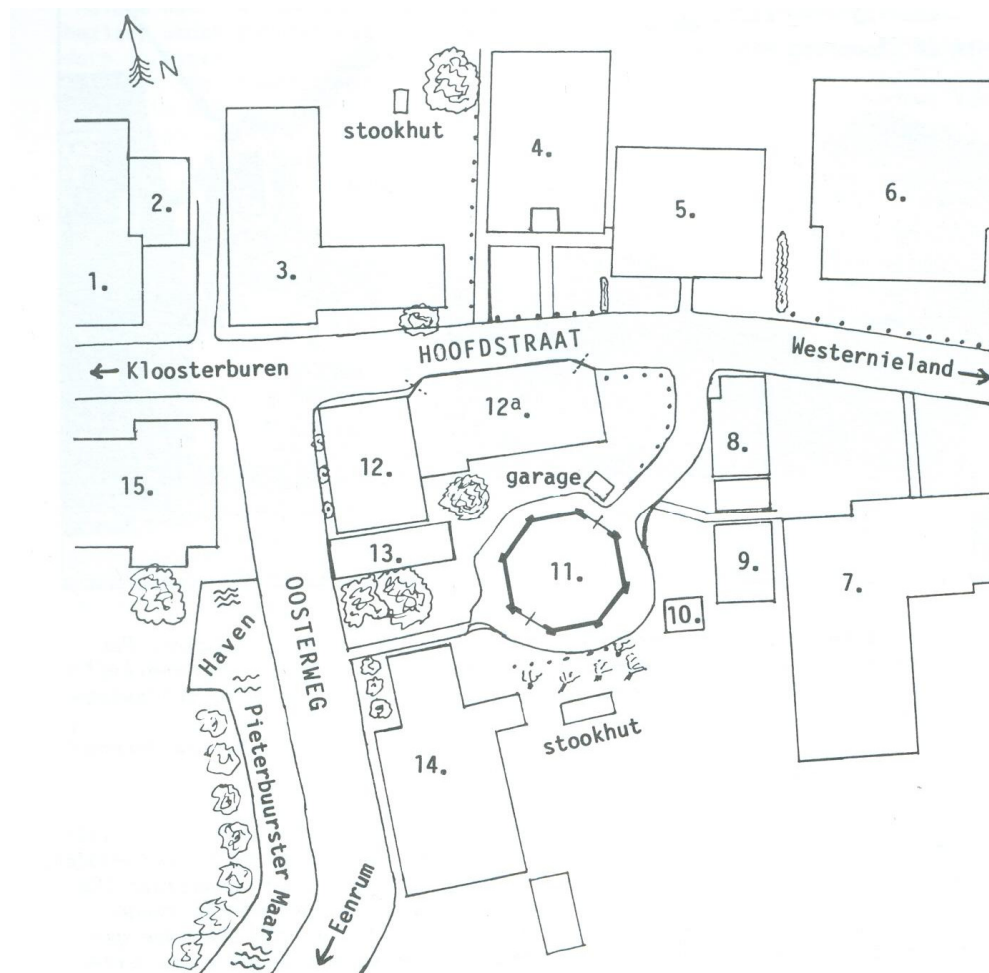 N
stookhut
4.
5.
6.
2.
3.
1.
HOOFDSTRAAT
← Kloosterburen
Westernieland →
12ª.
8.
12.
15.
garage
13.
11.
9.
7.
10.
OOSTERWEG
Haven
Pieterbuurster Maar
14.
stookhut
← Eenrum